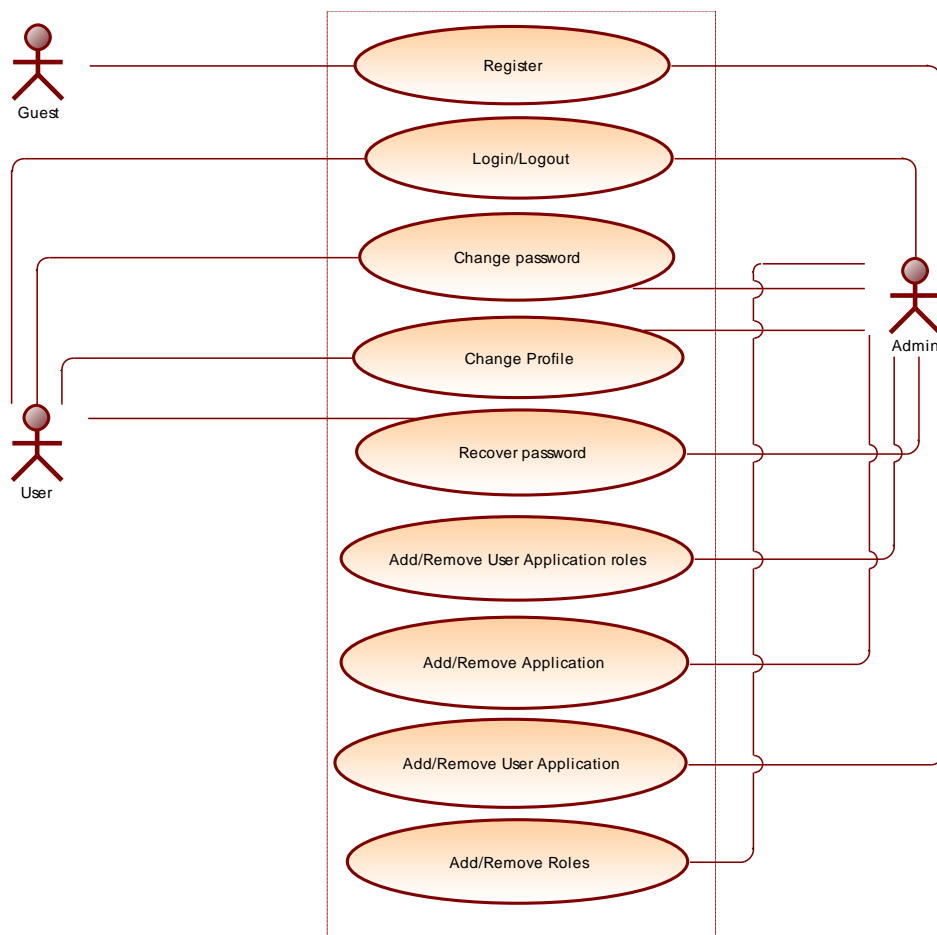 Register
Guest
Login/Logout
Change password
Admin
Change Profile
Recover password
User
Add/Remove User Application roles
Add/Remove Application
Add/Remove User Application
Add/Remove Roles